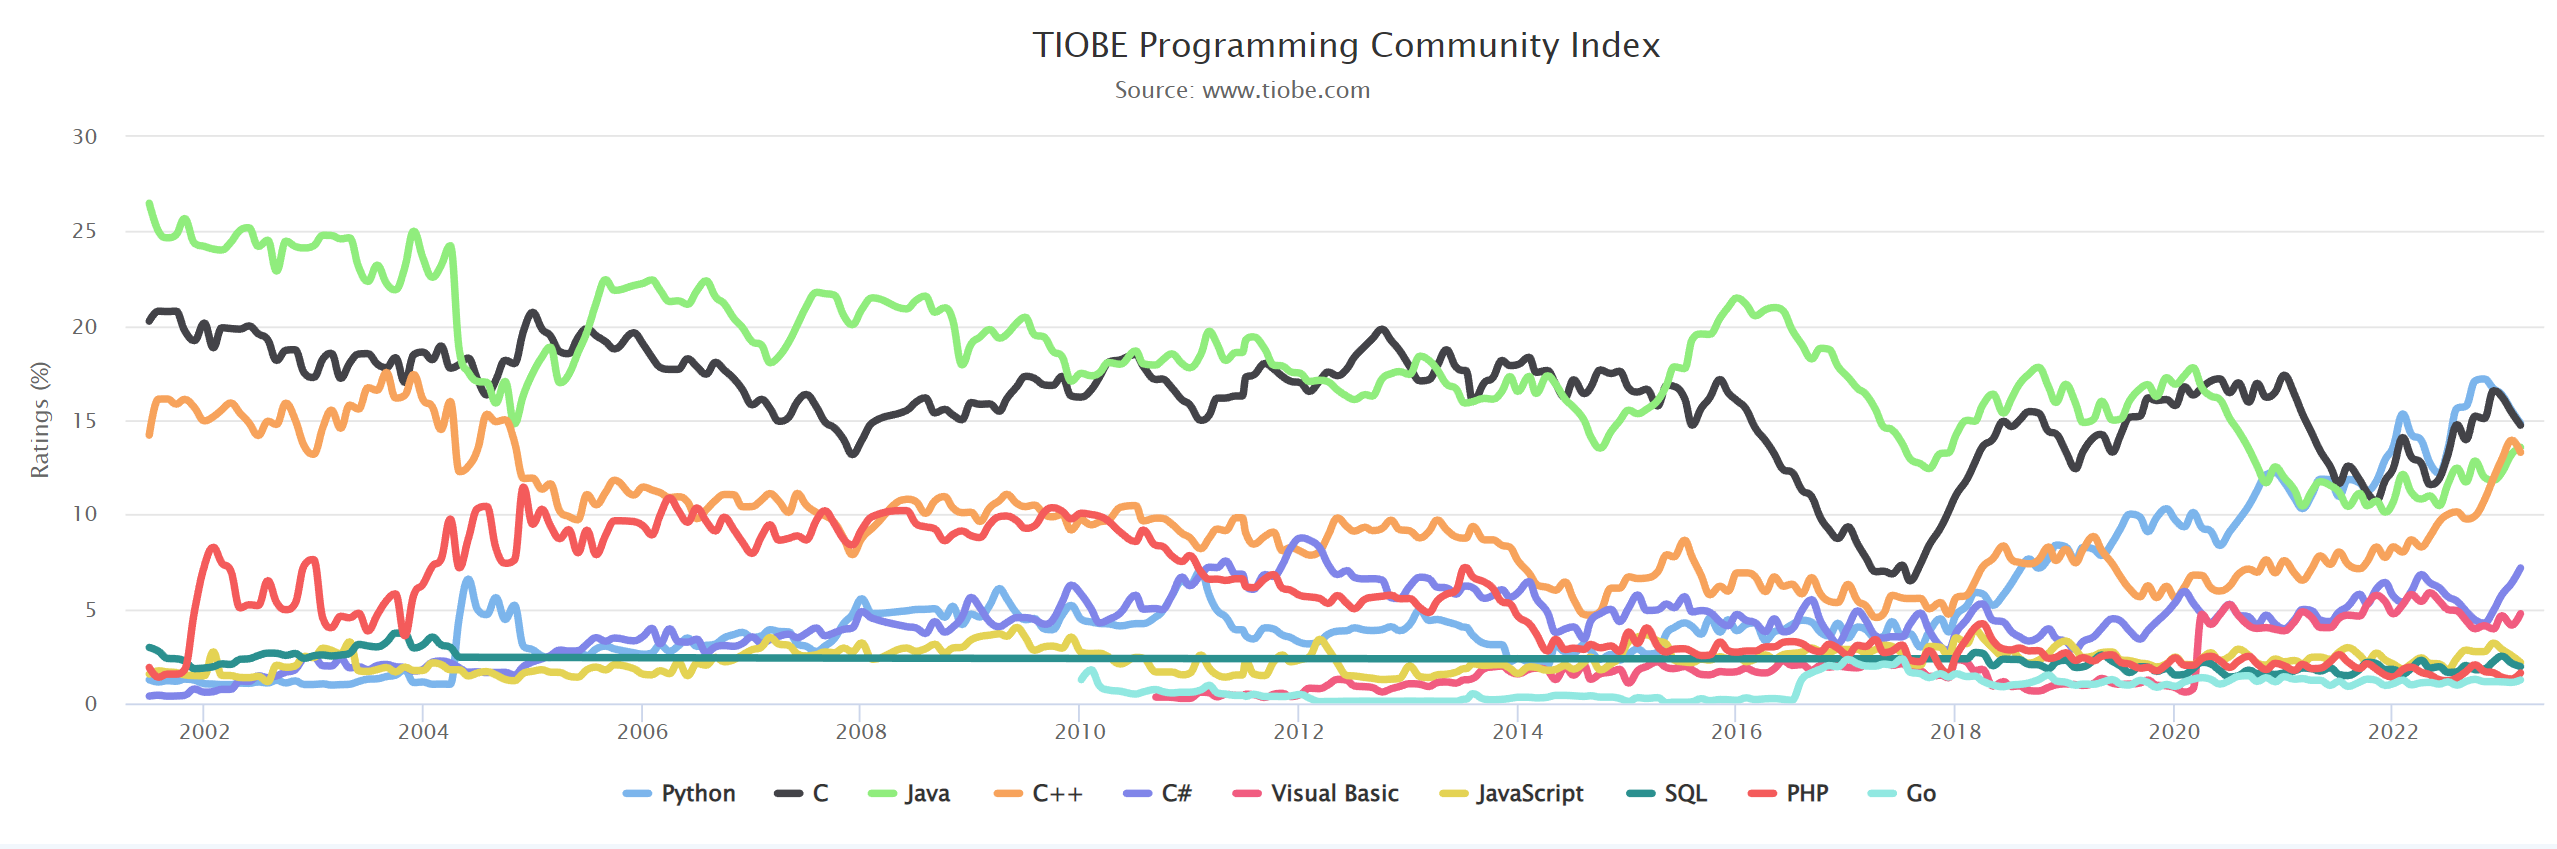 TIOBE Programming Community Index
Source: www.tiobe.com
Ratings (%)
30
25
20
15
10
5
0
2002 2004 2006 2008 2010 2012 2014 2016 2018 2020 2022
Python C Java C++ C# Visual Basic JavaScript SQL PHP Go